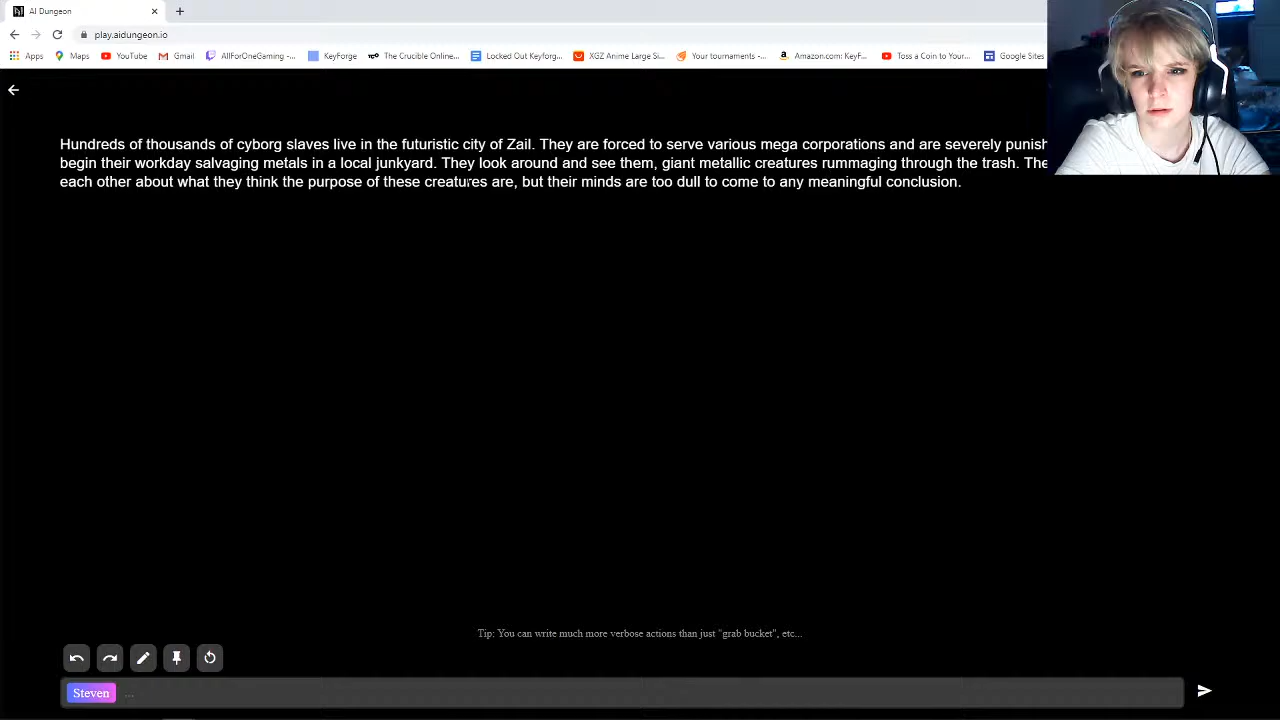 AI Dungeon
play.aidungeon.io
Apps Maps YouTube Gmail AllForOneGaming -... KeyForge The Crucible Online... Locked Out Keyforg... XGZ Anime Large Si... Your tournaments -... Amazon.com: KeyF... Toss a Coin to Your... Google Sites
Hundreds of thousands of cyborg slaves live in the futuristic city of Zail. They are forced to serve various mega corporations and are severely punish
begin their workday salvaging metals in a local junkyard. They look around and see them, giant metallic creatures rummaging through the trash. The
each other about what they think the purpose of these creatures are, but their minds are too dull to come to any meaningful conclusion.
Tip: You can write much more verbose actions than just "grab bucket", etc...
Steven ...